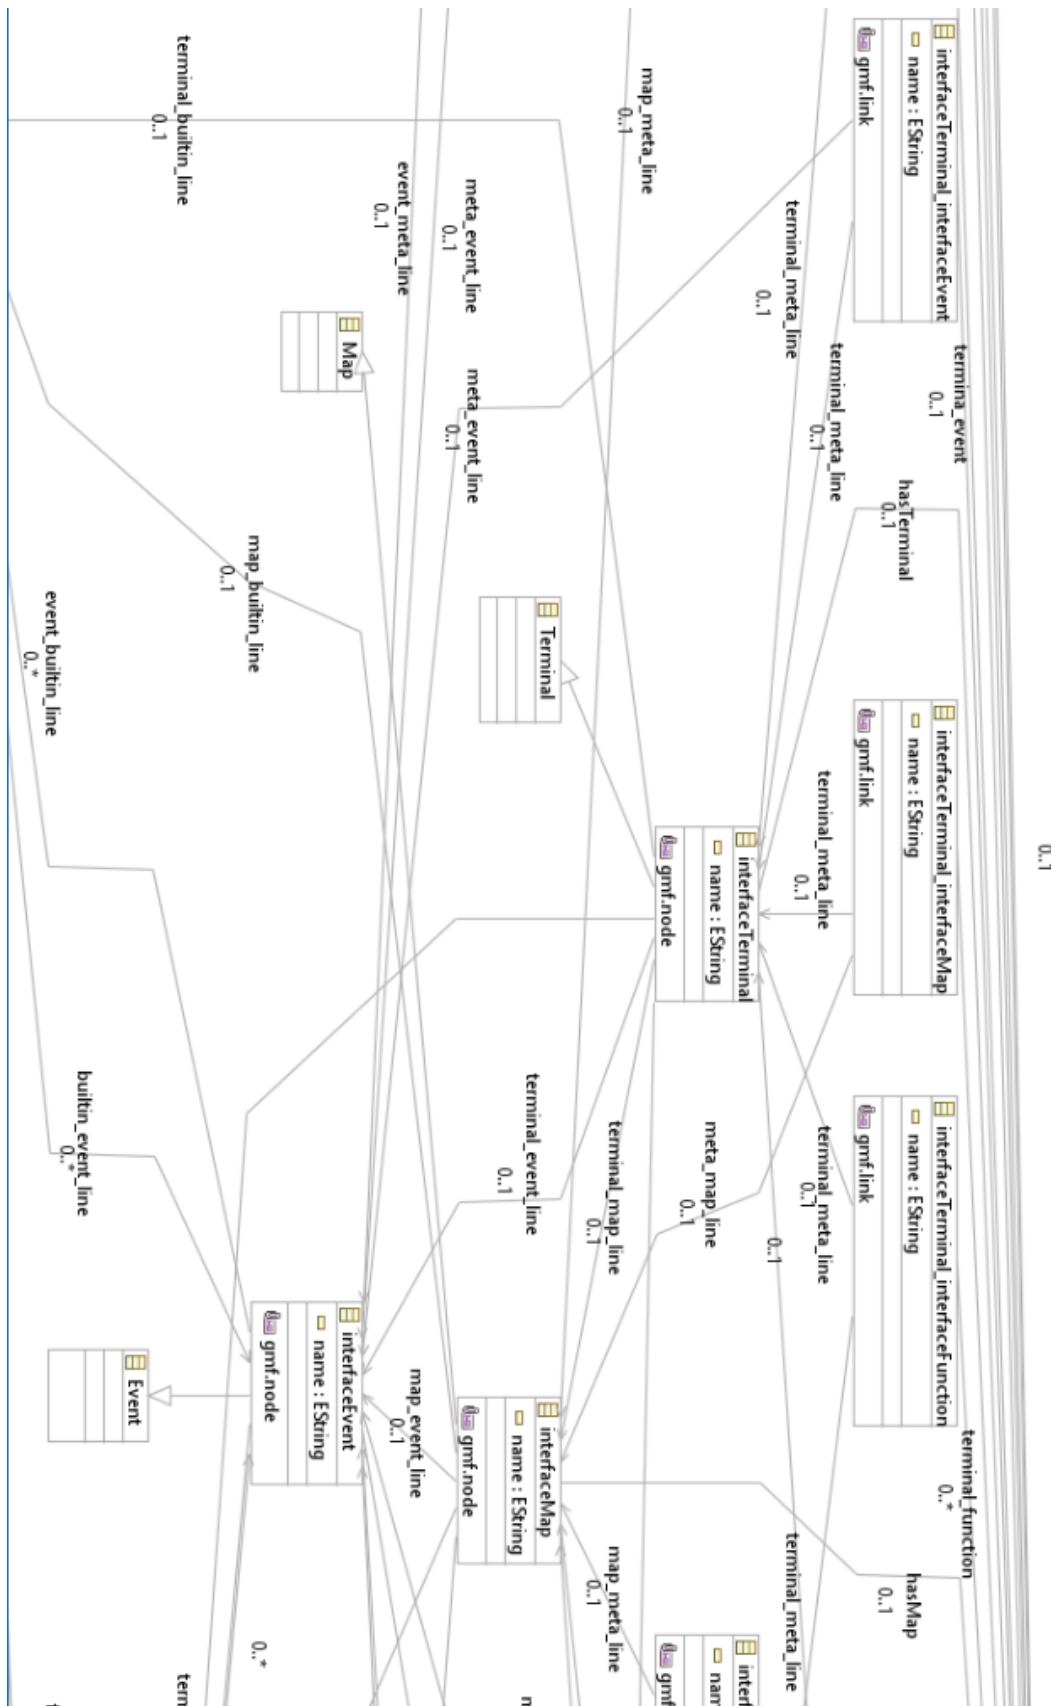 interfaceTerminal_interfaceEvent
name : EString
gmf.link
terminal_builtin_line
0..1
map_meta_line
0..1
event_meta_line
0..1
meta_event_line
0..1
terminal_meta_line
0..1
Map
meta_event_line
0..1
terminal_meta_line
0..1
termina_event
0..1
hasTerminal
0..1
map_builtin_line
0..1
event_builtin_line
0..*
Terminal
interfaceTerminal_interfaceMap
name : EString
gmf.link
terminal_meta_line
0..1
0..1
interfaceTerminal
name : EString
gmf.node
builtin_event_line
0..*
terminal_event_line
0..1
terminal_map_line
0..1
meta_map_line
0..1
0..1
terminal_meta_line
0..1
interfaceTerminal_interfaceFunction
name : EString
gmf.link
interfaceEvent
name : EString
gmf.node
Event
map_event_line
0..1
interfaceMap
name : EString
gmf.node
terminal_function
0..*
hasMap
0..1
terminal_meta_line
map_meta_line
0..1
0..*